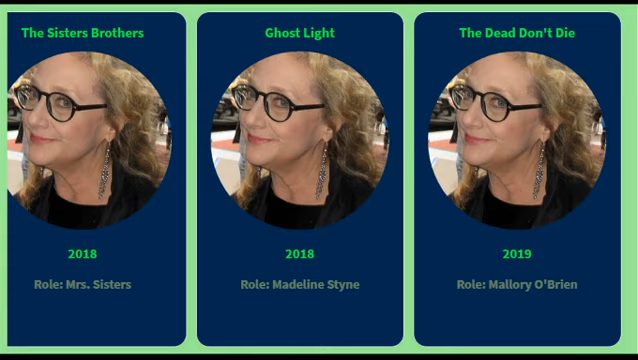 The Sisters Brothers
2018
Role: Mrs. Sisters
Ghost Light
2018
Role: Madeline Styne
The Dead Don't Die
2019
Role: Mallory O'Brien